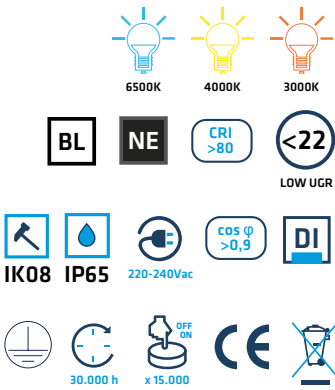 6500K 4000K 3000K
BL NE CRI >80 <22
LOW UGR
IK08 IP65 220-240Vac cos φ >0,9 DI
OFF
ON
30.000 h x 15.000 CE